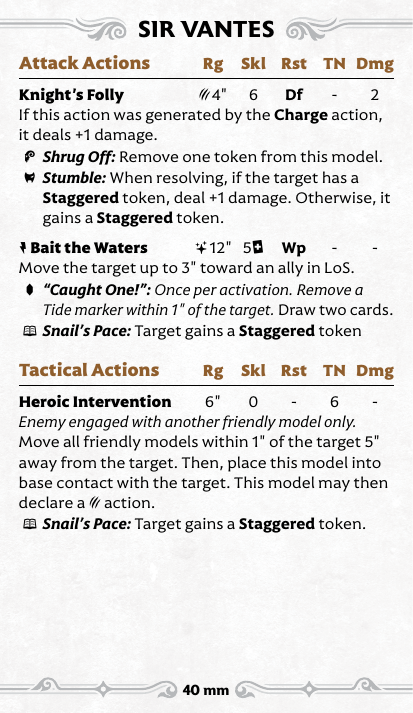 SIR VANTES
Attack Actions Rg Skl Rst TN Dmg
Knight's Folly 4" 6 Df - 2
If this action was generated by the Charge action,
it deals +1 damage.
Shrug Off: Remove one token from this model.
Stumble: When resolving, if the target has a
Staggered token, deal +1 damage. Otherwise, it
gains a Staggered token.
Bait the Waters 12" 5 Wp - -
Move the target up to 3" toward an ally in LoS.
“Caught One!”: Once per activation. Remove a
Tide marker within 1" of the target. Draw two cards.
Snail's Pace: Target gains a Staggered token
Tactical Actions Rg Skl Rst TN Dmg
Heroic Intervention 6" 0 - 6 -
Enemy engaged with another friendly model only.
Move all friendly models within 1" of the target 5"
away from the target. Then, place this model into
base contact with the target. This model may then
declare a action.
Snail's Pace: Target gains a Staggered token.
40 mm